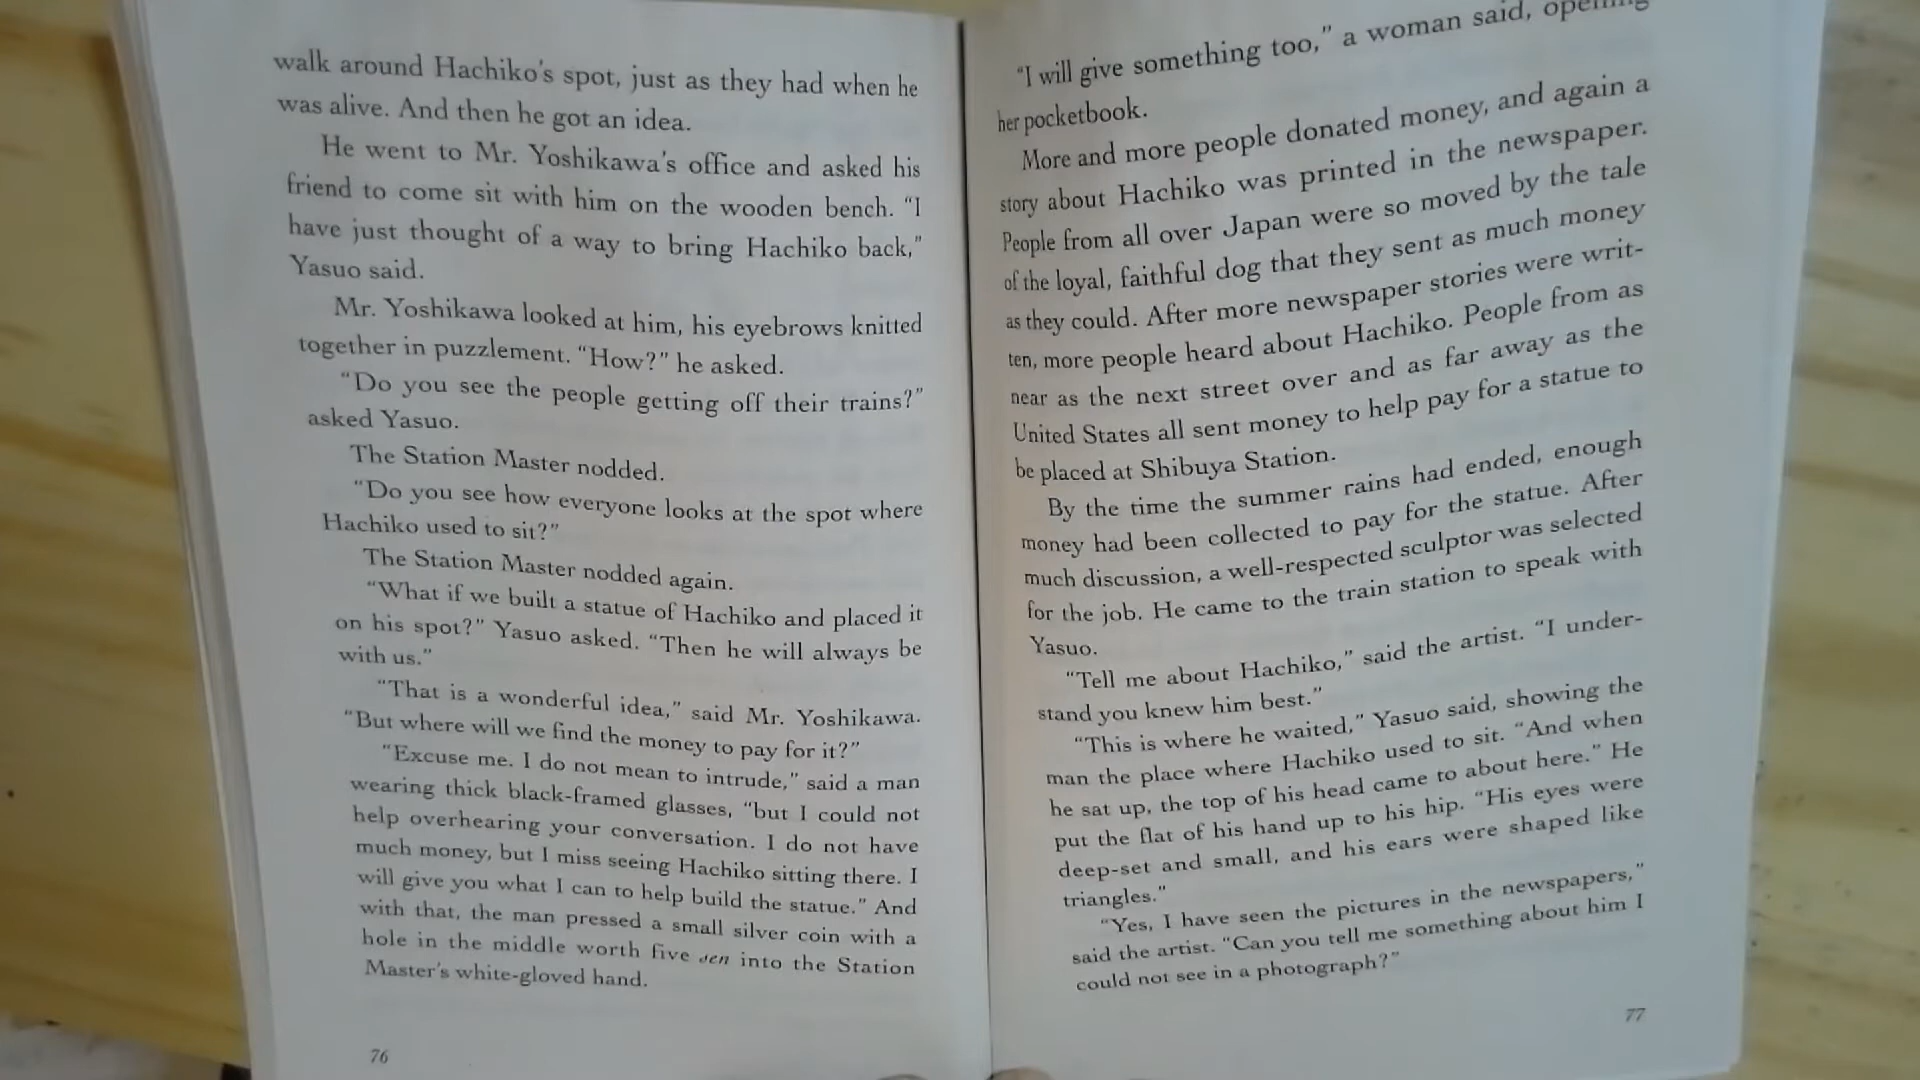 walk around Hachiko's spot, just as they had when he
was alive. And then he got an idea.
He went to Mr. Yoshikawa's office and asked his
friend to come sit with him on the wooden bench. “I
have just thought of a way to bring Hachiko back,”
Yasuo said.
Mr. Yoshikawa looked at him, his eyebrows knitted
together in puzzlement. “How?” he asked.
“Do you see the people getting off their trains?”
asked Yasuo.
The Station Master nodded.
“Do you see how everyone looks at the spot where
Hachiko used to sit?”
The Station Master nodded again.
“What if we built a statue of Hachiko and placed it
on his spot?” Yasuo asked. “Then he will always be
with us.”
“That is a wonderful idea,” said Mr. Yoshikawa.
“But where will we find the money to pay for it?”
“Excuse me. I do not mean to intrude,” said a man
wearing thick black-framed glasses, “but I could not
help overhearing your conversation. I do not have
much money, but I miss seeing Hachiko sitting there. I
will give you what I can to help build the statue.” And
with that, the man pressed a small silver coin with a
hole in the middle worth five sen into the Station
Master's white-gloved hand.
76
“I will give something too,” a woman said, opening
her pocketbook.
More and more people donated money, and again a
story about Hachiko was printed in the newspaper.
People from all over Japan were so moved by the tale
of the loyal, faithful dog that they sent as much money
as they could. After more newspaper stories were writ-
ten, more people heard about Hachiko. People from as
near as the next street over and as far away as the
United States all sent money to help pay for a statue to
be placed at Shibuya Station.
By the time the summer rains had ended, enough
money had been collected to pay for the statue. After
much discussion, a well-respected sculptor was selected
for the job. He came to the train station to speak with
Yasuo.
“Tell me about Hachiko,” said the artist. “I under-
stand you knew him best.”
“This is where he waited,” Yasuo said, showing the
man the place where Hachiko used to sit. “And when
he sat up, the top of his head came to about here.” He
put the flat of his hand up to his hip. “His eyes were
deep-set and small, and his ears were shaped like
triangles.”
“Yes, I have seen the pictures in the newspapers,”
said the artist. “Can you tell me something about him I
could not see in a photograph?”
77